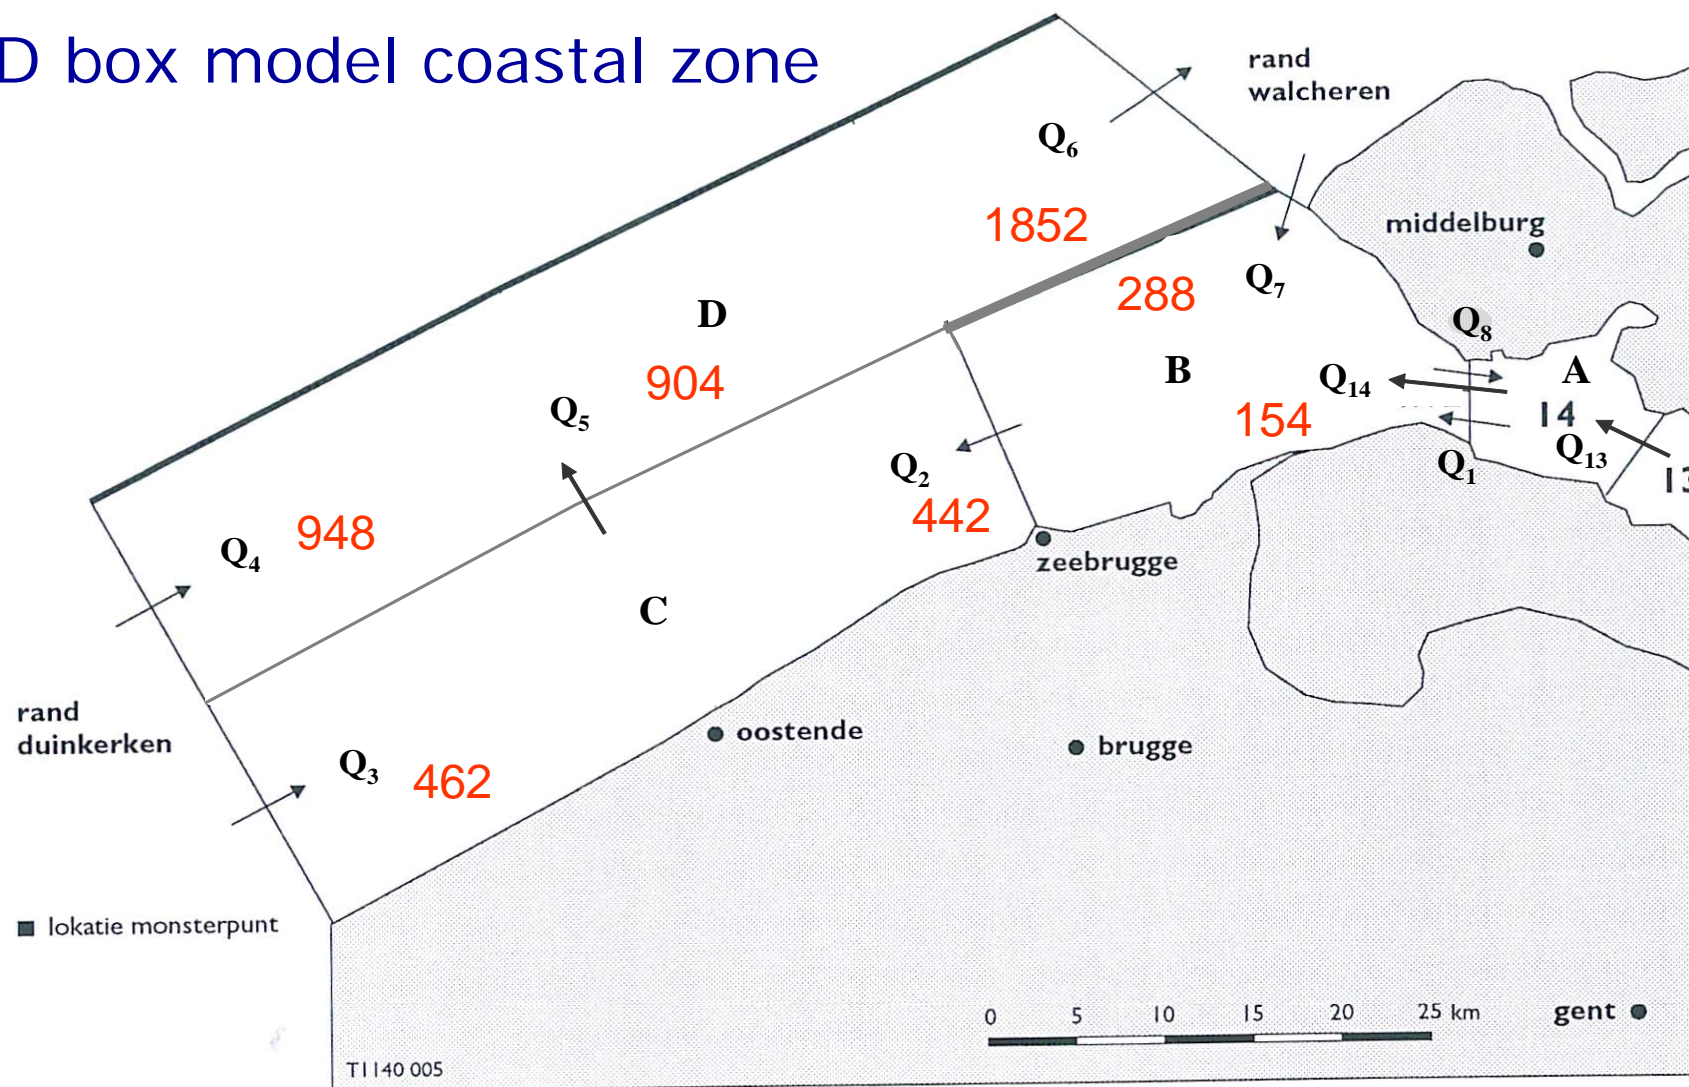 D box model coastal zone
rand
walcheren
Q6
1852
middelburg
288
Q7
D
Q8
904
B
Q14
A
Q5
154
14
Q2
Q1
Q13
13
442
948
Q4
zeebrugge
C
rand
duinkerken
oostende
brugge
Q3
462
lokatie monsterpunt
0 5 10 15 20 25 km
gent
T1140 005